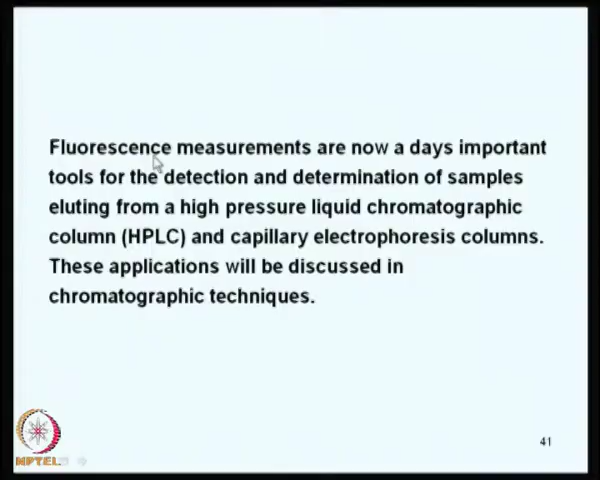 Fluorescence measurements are now a days important
tools for the detection and determination of samples
eluting from a high pressure liquid chromatographic
column (HPLC) and capillary electrophoresis columns.
These applications will be discussed in
chromatographic techniques.
41
NPTEL